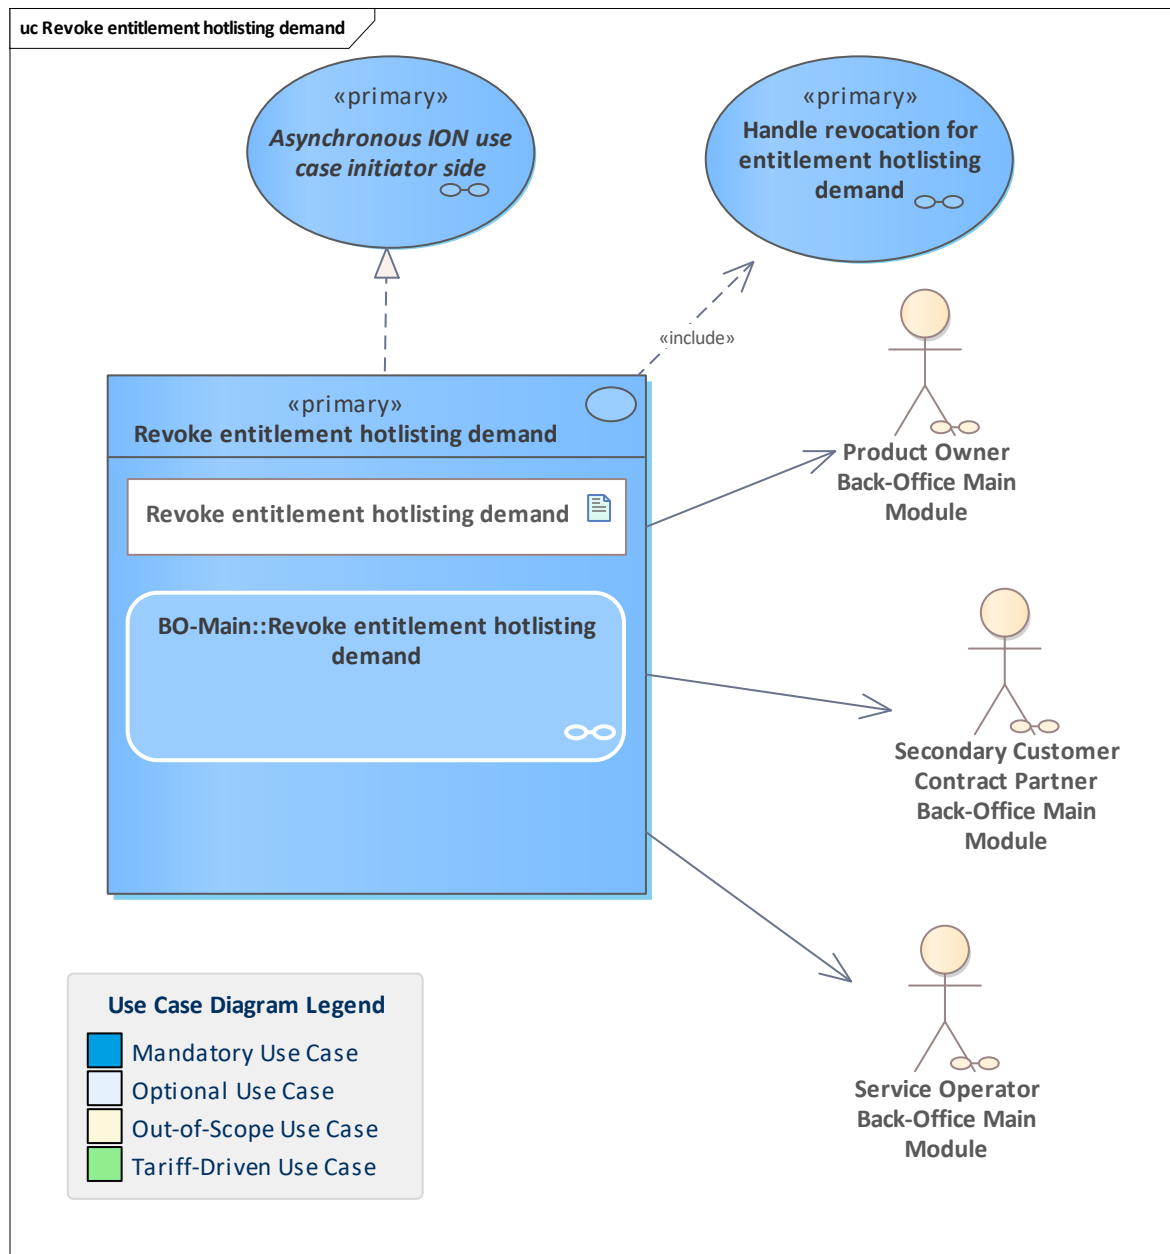 uc Revoke entitlement hotlisting demand
«primary»
Asynchronous ION use
case initiator side
«primary»
Handle revocation for
entitlement hotlisting
demand
«include»
«primary»
Revoke entitlement hotlisting demand
Revoke entitlement hotlisting demand
BO-Main::Revoke entitlement hotlisting
demand
Product Owner
Back-Office Main
Module
Secondary Customer
Contract Partner
Back-Office Main
Module
Service Operator
Back-Office Main
Module
Use Case Diagram Legend
Mandatory Use Case
Optional Use Case
Out-of-Scope Use Case
Tariff-Driven Use Case